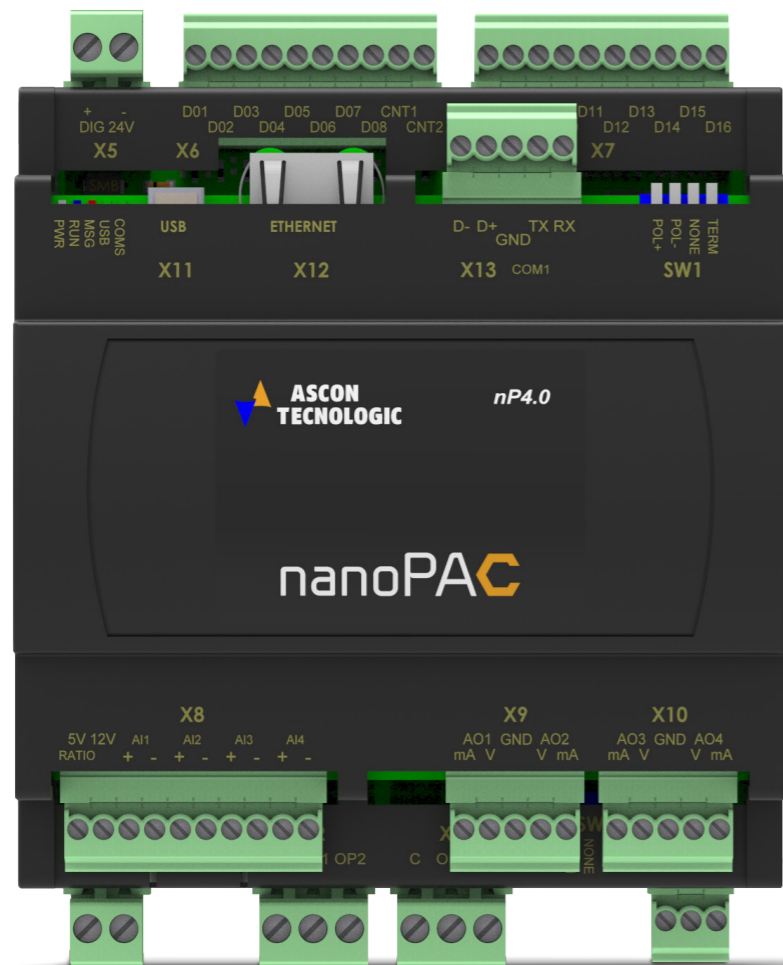 + -
DIG 24V
X5
D01 D03 D05 D07 CNT1
D02 D04 D06 D08 CNT2
X6
D11 D13 D15
D12 D14 D16
X7
SMB
PWR
RUN
MSG
USB
COMS
USB
X11
ETHERNET
X12
D- D+ TX RX
GND
X13 COM1
POL+
POL-
NONE
TERM
SW1
ASCON
TECNOLOGIC
nP4.0
nanoPAC
X8
5V 12V AI1 AI2 AI3 AI4
RATIO + - + - + - + -
X9
AO1 GND AO2
mA V V mA
X10
AO3 GND AO4
mA V V mA
OP2
C
NONE